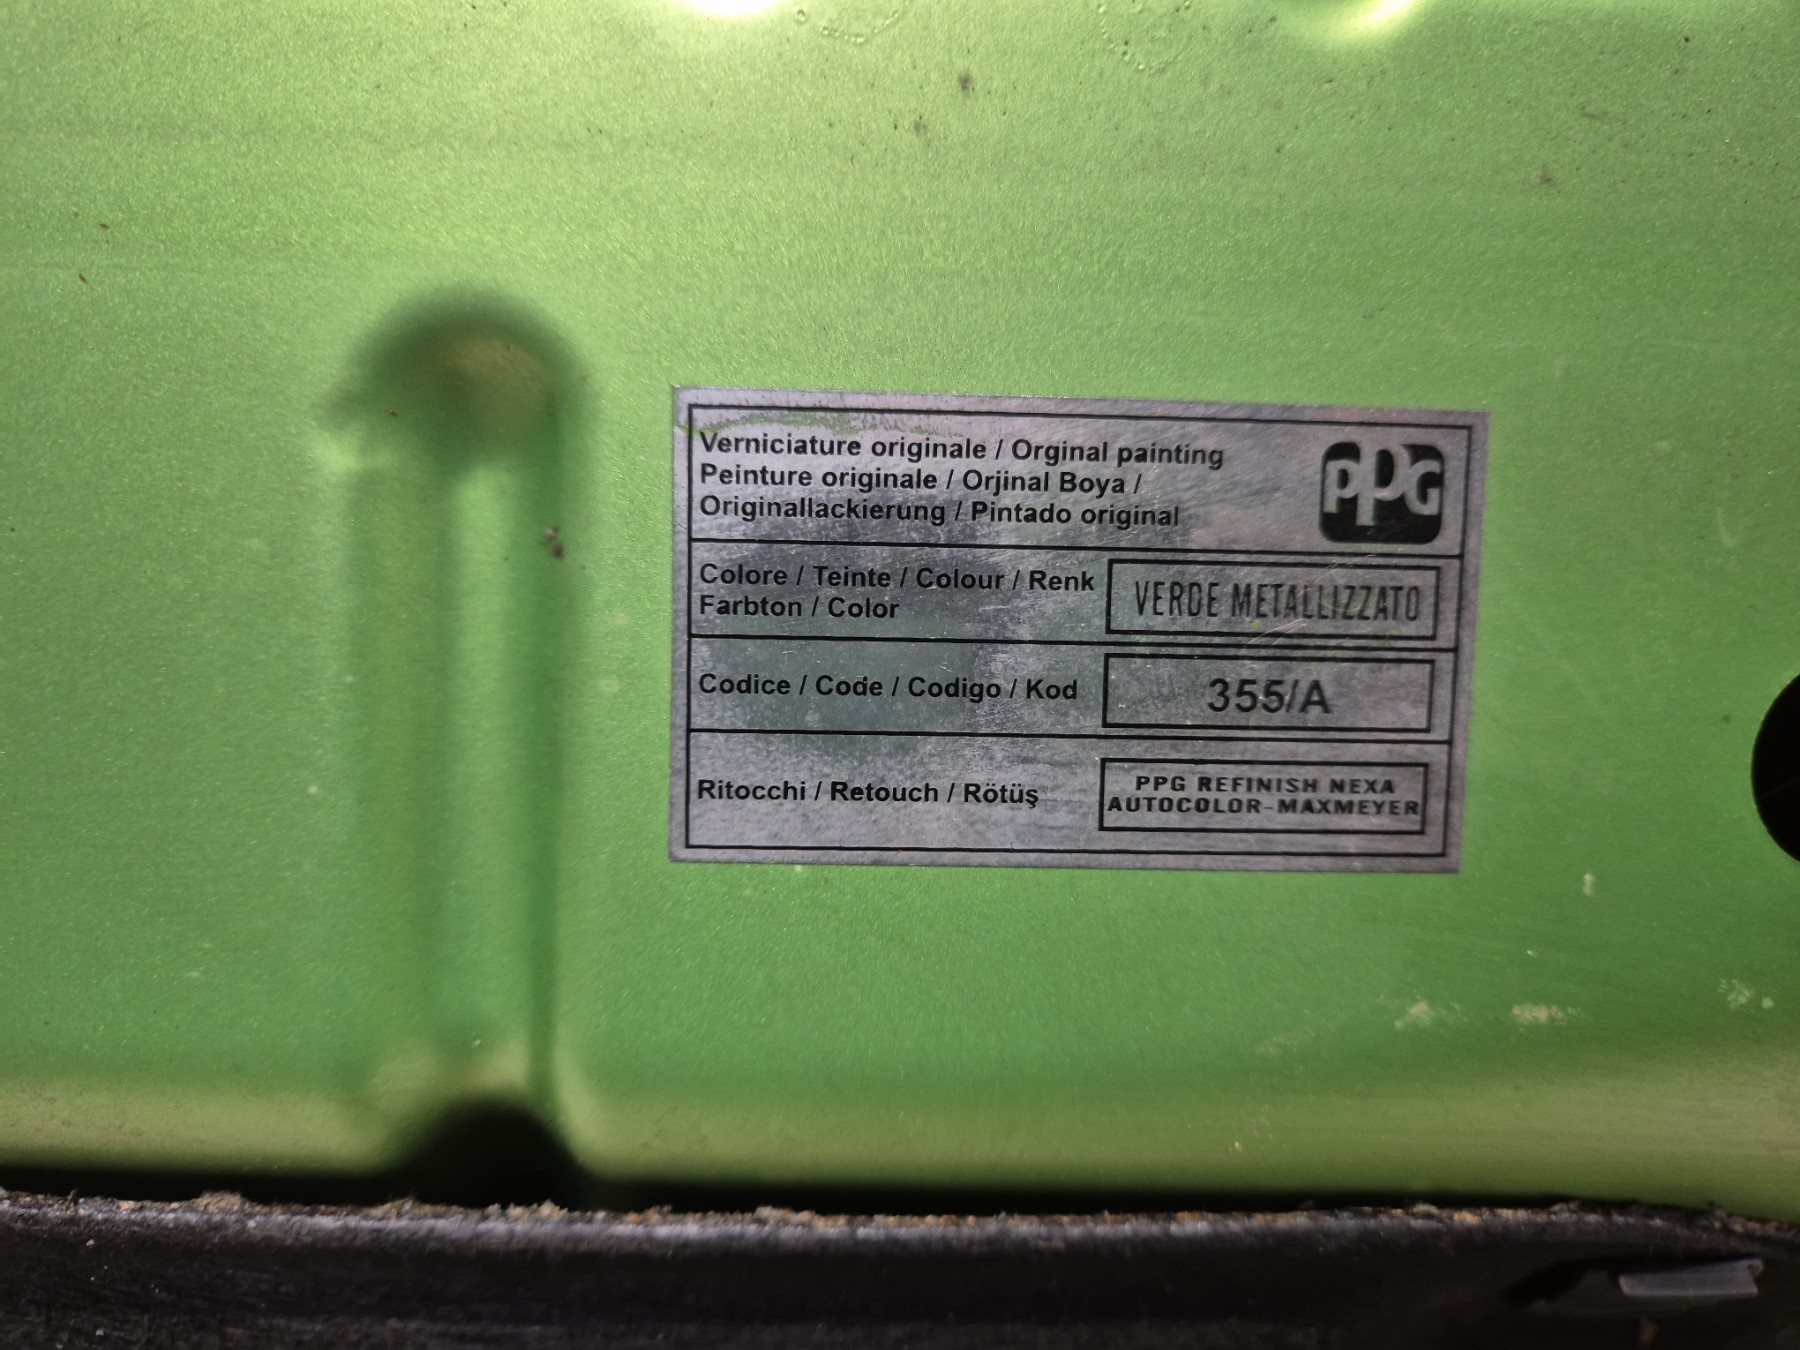 Verniciature originale / Orginal painting
Peinture originale / Orjinal Boya /
Originallackierung / Pintado original
PPG
Colore / Teinte / Colour / Renk
Farbton / Color
VERDE METALLIZZATO
Codice / Code / Codigo / Kod
355/A
Ritocchi / Retouch / Rötüş
PPG REFINISH NEXA
AUTOCOLOR-MAXMEYER